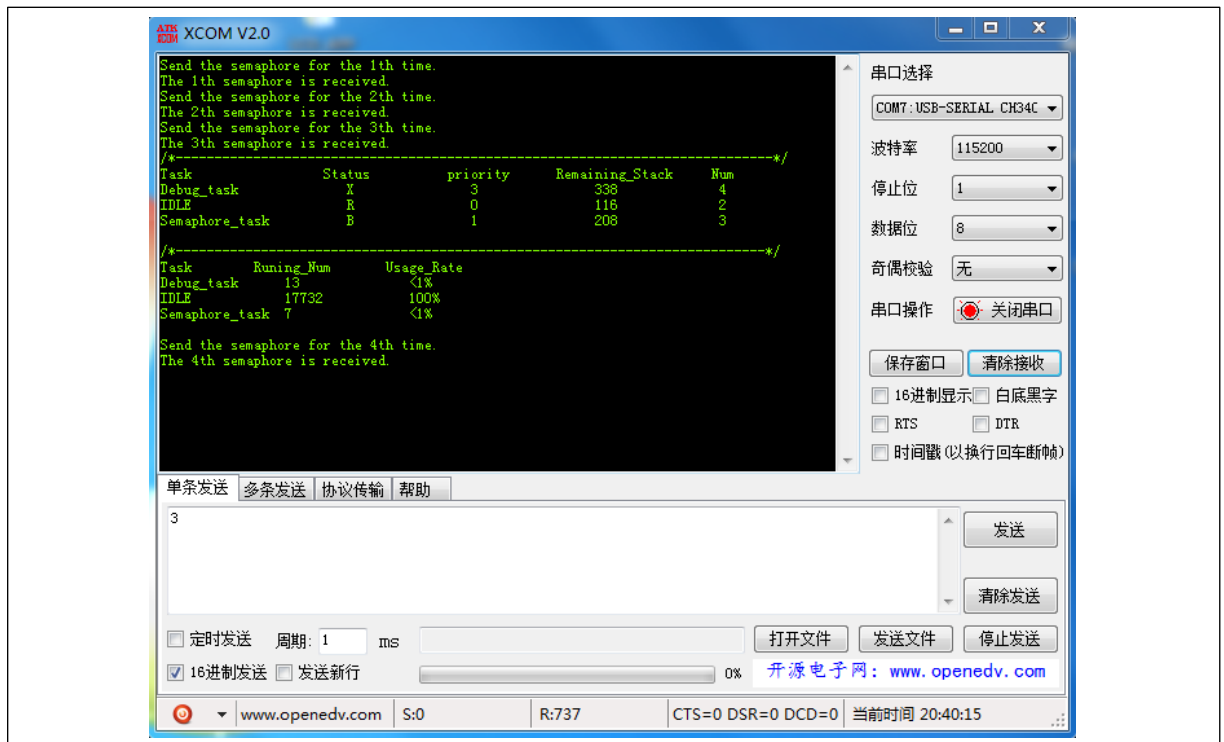 ATK XCOM XCOM V2.0
Send the semaphore for the 1th time.
The 1th semaphore is received.
Send the semaphore for the 2th time.
The 2th semaphore is received.
Send the semaphore for the 3th time.
The 3th semaphore is received.
/*---------------------------------------------------------------------------*/
Task Status priority Remaining_Stack Num
Debug_task X 3 338 4
IDLE R 0 116 2
Semaphore_task B 1 208 3
/*--------------------------------------------------------------------------*/
Task Runing_Num Usage_Rate
Debug_task 13 <1%
IDLE 17732 100%
Semaphore_task 7 <1%
Send the semaphore for the 4th time.
The 4th semaphore is received.
串口选择
COM7:USB-SERIAL CH34C
波特率 115200
停止位 1
数据位 8
奇偶校验 无
串口操作 关闭串口
保存窗口 清除接收
16进制显示 白底黑字
RTS DTR
时间戳(以换行回车断帧)
单条发送 多条发送 协议传输 帮助
3
发送
清除发送
定时发送 周期: 1 ms 打开文件 发送文件 停止发送
16进制发送 发送新行 0% 开源电子网: www.openedv.com
www.openedv.com S:0 R:737 CTS=0 DSR=0 DCD=0 当前时间 20:40:15